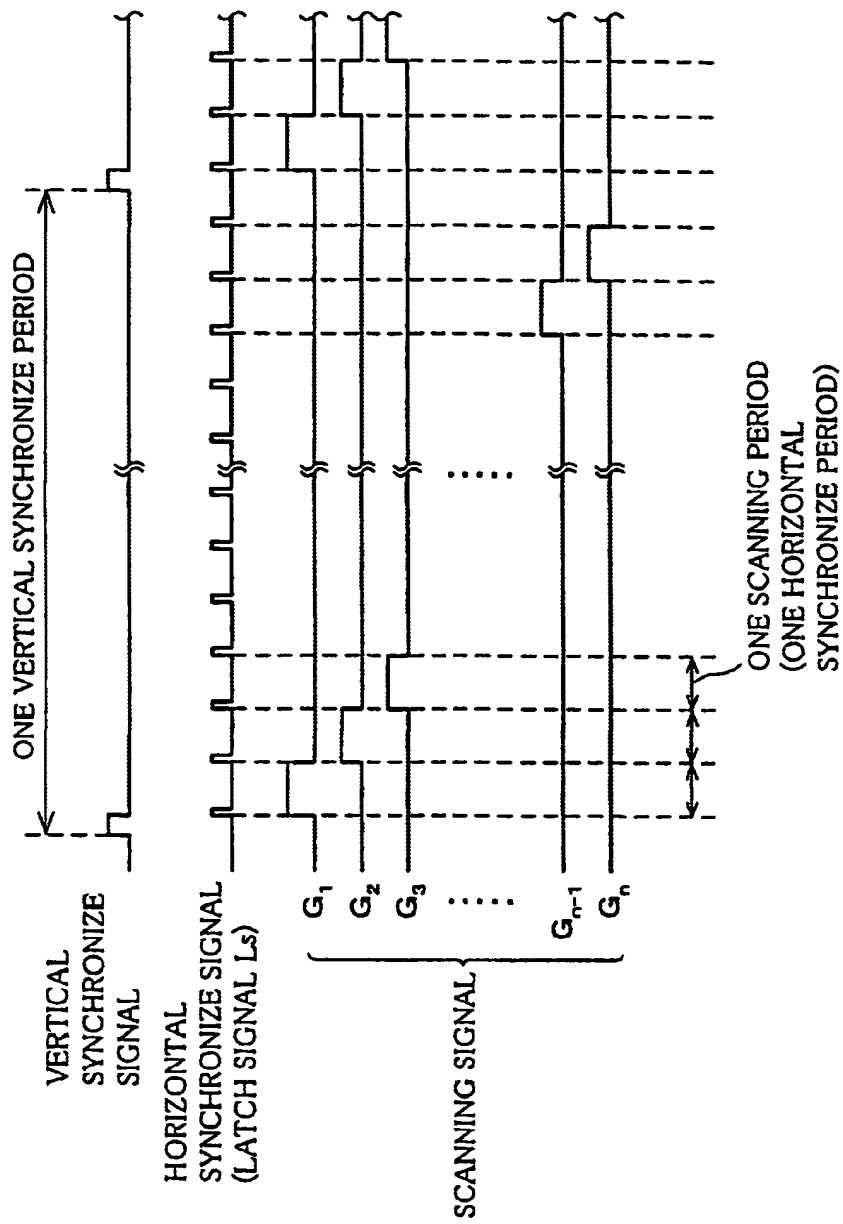 ONE VERTICAL SYNCHRONIZE PERIOD
VERTICAL
SYNCHRONIZE
SIGNAL
HORIZONTAL
SYNCHRONIZE SIGNAL
(LATCH SIGNAL Ls)
SCANNING SIGNAL
G1
G2
G3
Gn-1
Gn
ONE SCANNING PERIOD
(ONE HORIZONTAL
SYNCHRONIZE PERIOD)